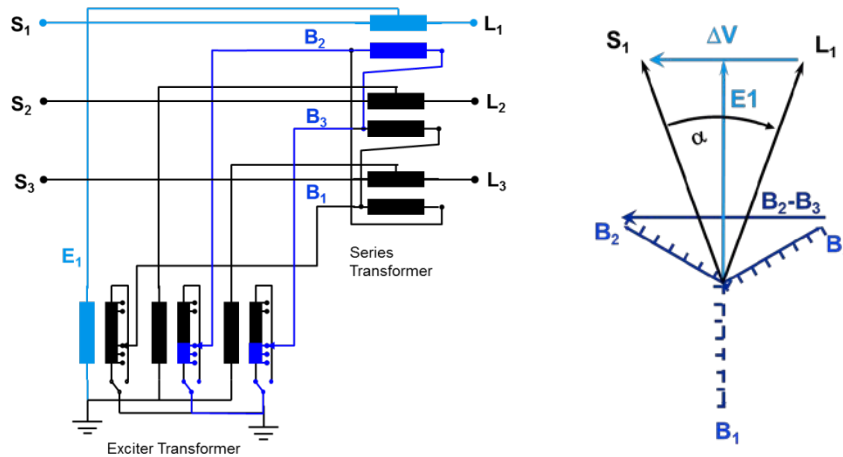 S1
L1
B2
S2
L2
B3
S3
L3
B1
E1
Series
Transformer
Exciter Transformer
ΔV
S1
L1
E1
α
B2-B3
B2
B
B1